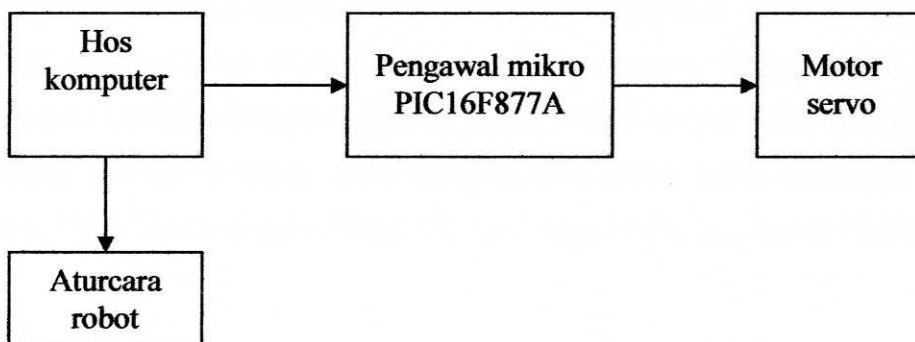 Hos
komputer
Pengawal mikro
PIC16F877A
Motor
servo
Aturcara
robot